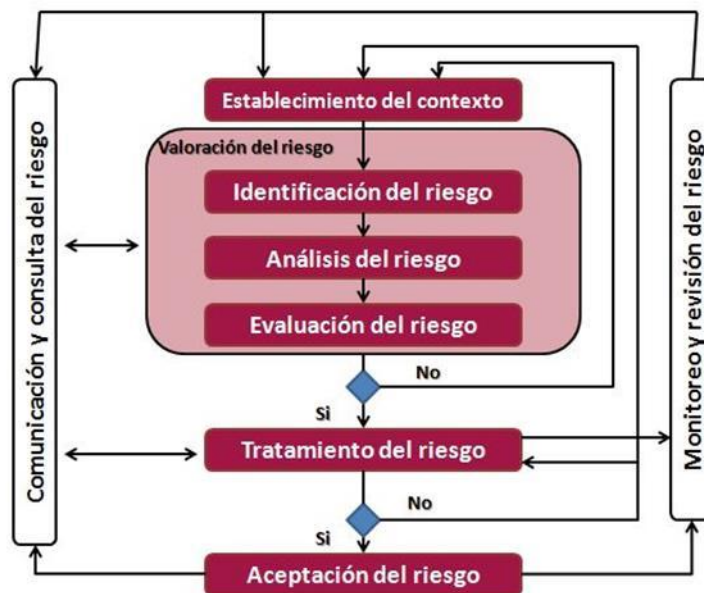 Establecimiento del contexto
Valoración del riesgo
Identificación del riesgo
Análisis del riesgo
Evaluación del riesgo
No
Si
Tratamiento del riesgo
No
Si
Aceptación del riesgo
Comunicación y consulta del riesgo
Monitoreo y revisión del riesgo